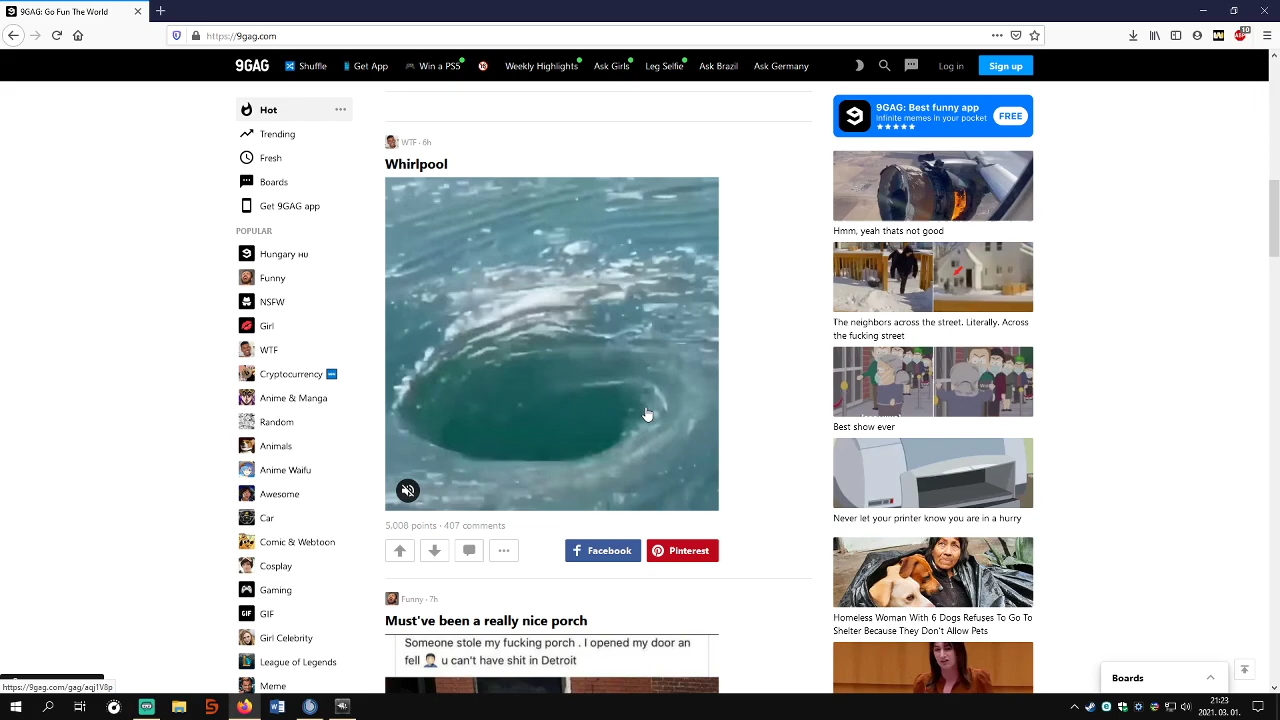 9GAG: Go Fun The World
https://9gag.com
10
ABP
9GAG
Shuffle
Get App
Win a PS5
Weekly Highlights
Ask Girls
Leg Selfie
Ask Brazil
Ask Germany
Log in
Sign up
Hot
Trending
Fresh
Boards
Get 9GAG app
POPULAR
Hungary HU
Funny
NSFW
Girl
WTF
Cryptocurrency
Anime & Manga
Random
Animals
Anime Waifu
Awesome
Car
Comic & Webtoon
Cosplay
Gaming
GIF
GIF
Girl Celebrity
League of Legends
Meme
WTF · 6h
Whirlpool
5,008 points · 407 comments
Facebook
Pinterest
Funny · 7h
Must've been a really nice porch
Someone stole my fucking porch . I opened my door an
fell 🤦🏻 u can't have shit in Detroit
9GAG: Best funny app
Infinite memes in your pocket
FREE
Hmm, yeah thats not good
The neighbors across the street. Literally. Across
the fucking street
Best show ever
Never let your printer know you are in a hurry
Homeless Woman With 6 Dogs Refuses To Go To
Shelter Because They Don't Allow Pets
Boards
https://9gag.com/gag/aqj1V8p
21:23
2021. 03. 01.